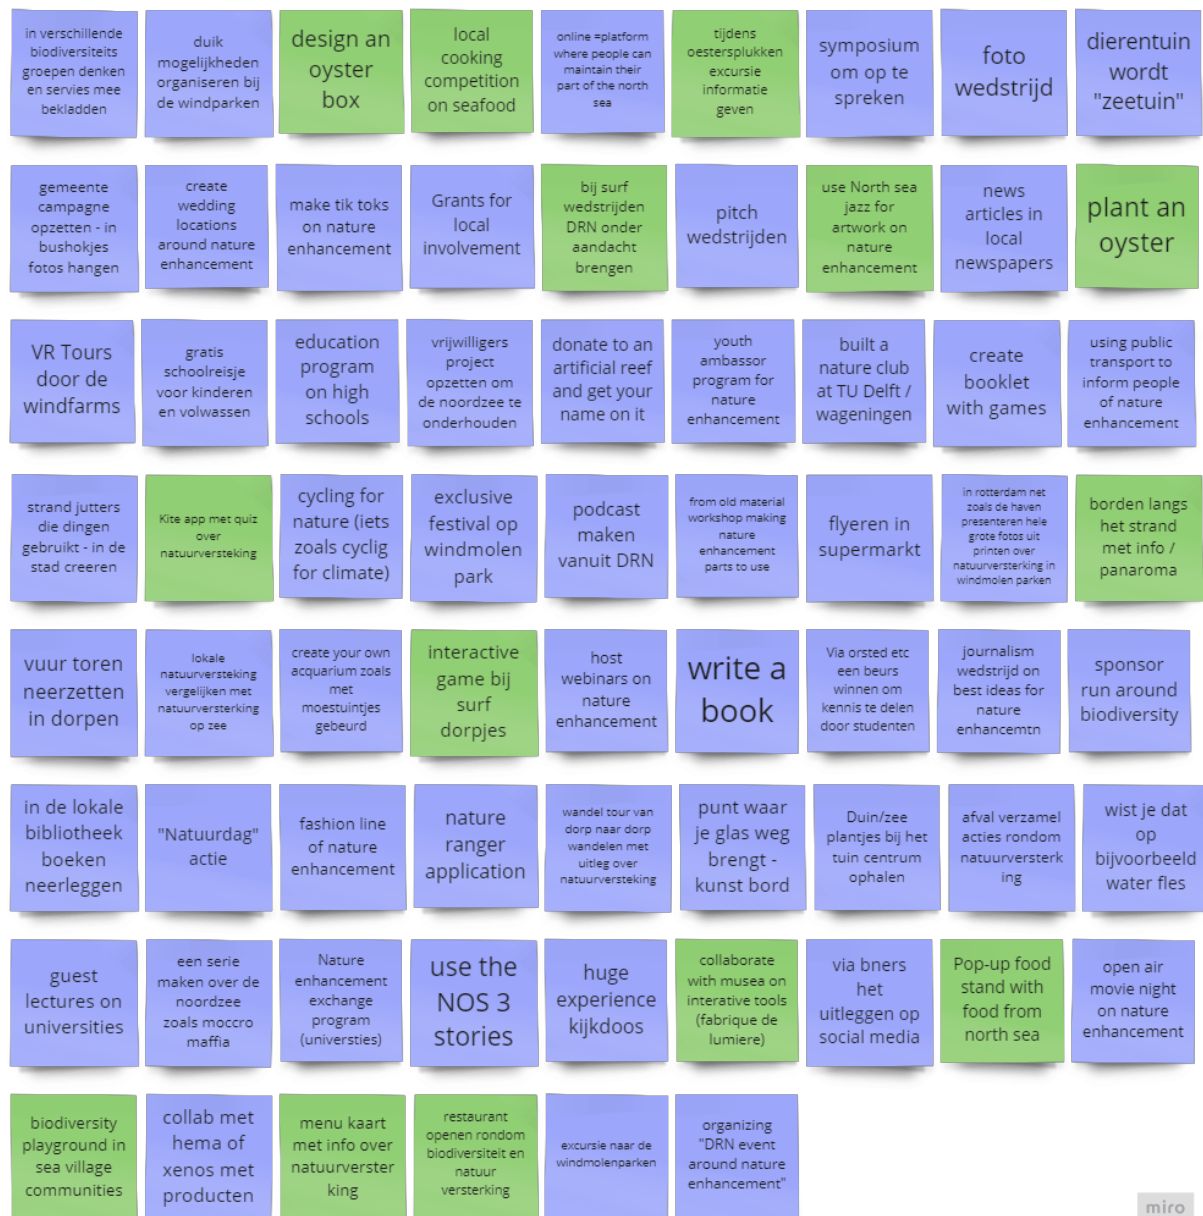 in verschillende
biodiversiteits
groepen denken
en servies mee
bekladden
duik
mogelijkheden
organiseren bij
de windparken
design an
oyster
box
local
cooking
competition
on seafood
online =platform
where people can
maintain their
part of the north
sea
tijdens
oestersplukken
excursie
informatie
geven
symposium
om op te
spreken
foto
wedstrijd
dierentuin
wordt
"zeetuin"
gemeente
campagne
opzetten - in
bushokjes
fotos hangen
create
wedding
locations
around nature
enhancement
make tik toks
on nature
enhancement
Grants for
local
involvement
bij surf
wedstrijden
DRN onder
aandacht
brengen
pitch
wedstrijden
use North sea
jazz for
artwork on
nature
enhancement
news
articles in
local
newspapers
plant an
oyster
VR Tours
door de
windfarms
gratis
schoolreisje
voor kinderen
en volwassen
education
program
on high
schools
vrijwilligers
project
opzetten om
de noordzee te
onderhouden
donate to an
artificial reef
and get your
name on it
youth
ambassor
program for
nature
enhancement
built a
nature club
at TU Delft /
wageningen
create
booklet
with games
using public
transport to
inform people
of nature
enhancement
strand jutters
die dingen
gebruikt - in de
stad creeren
Kite app met quiz
over
natuurversteking
cycling for
nature (iets
zoals cyclig
for climate)
exclusive
festival op
windmolen
park
podcast
maken
vanuit DRN
from old material
workshop making
nature
enhancement
parts to use
flyeren in
supermarkt
in rotterdam net
zoals de haven
presenteren hele
grote fotos uit
printen over
natuurversterking in
windmolen parken
borden langs
het strand
met info /
panaroma
vuur toren
neerzetten
in dorpen
lokale
natuurversteking
vergelijken met
natuurversterking
op zee
create your own
acquarium zoals
met
moestuintjes
gebeurd
interactive
game bij
surf
dorpjes
host
webinars on
nature
enhancement
write a
book
Via orsted etc
een beurs
winnen om
kennis te delen
door studenten
journalism
wedstrijd on
best ideas for
nature
enhancemtn
sponsor
run around
biodiversity
in de lokale
bibliotheek
boeken
neerleggen
"Natuurdag"
actie
fashion line
of nature
enhancement
nature
ranger
application
wandel tour van
dorp naar dorp
wandelen met
uitleg over
natuurversteking
punt waar
je glas weg
brengt -
kunst bord
Duin/zee
plantjes bij het
tuin centrum
ophalen
afval verzamel
acties rondom
natuurversterk
ing
wist je dat
op
bijvoorbeeld
water fles
guest
lectures on
universities
een serie
maken over de
noordzee
zoals moccro
maffia
Nature
enhancement
exchange
program
(universties)
use the
NOS 3
stories
huge
experience
kijkdoos
collaborate
with musea on
interative tools
(fabrique de
lumiere)
via bners
het
uitleggen op
social media
Pop-up food
stand with
food from
north sea
open air
movie night
on nature
enhancement
biodiversity
playground in
sea village
communities
collab met
hema of
xenos met
producten
menu kaart
met info over
natuurverster
king
restaurant
openen rondom
biodiversiteit en
natuur
versterking
excursie naar de
windmolenparken
organizing
"DRN event
around nature
enhancement"
miro